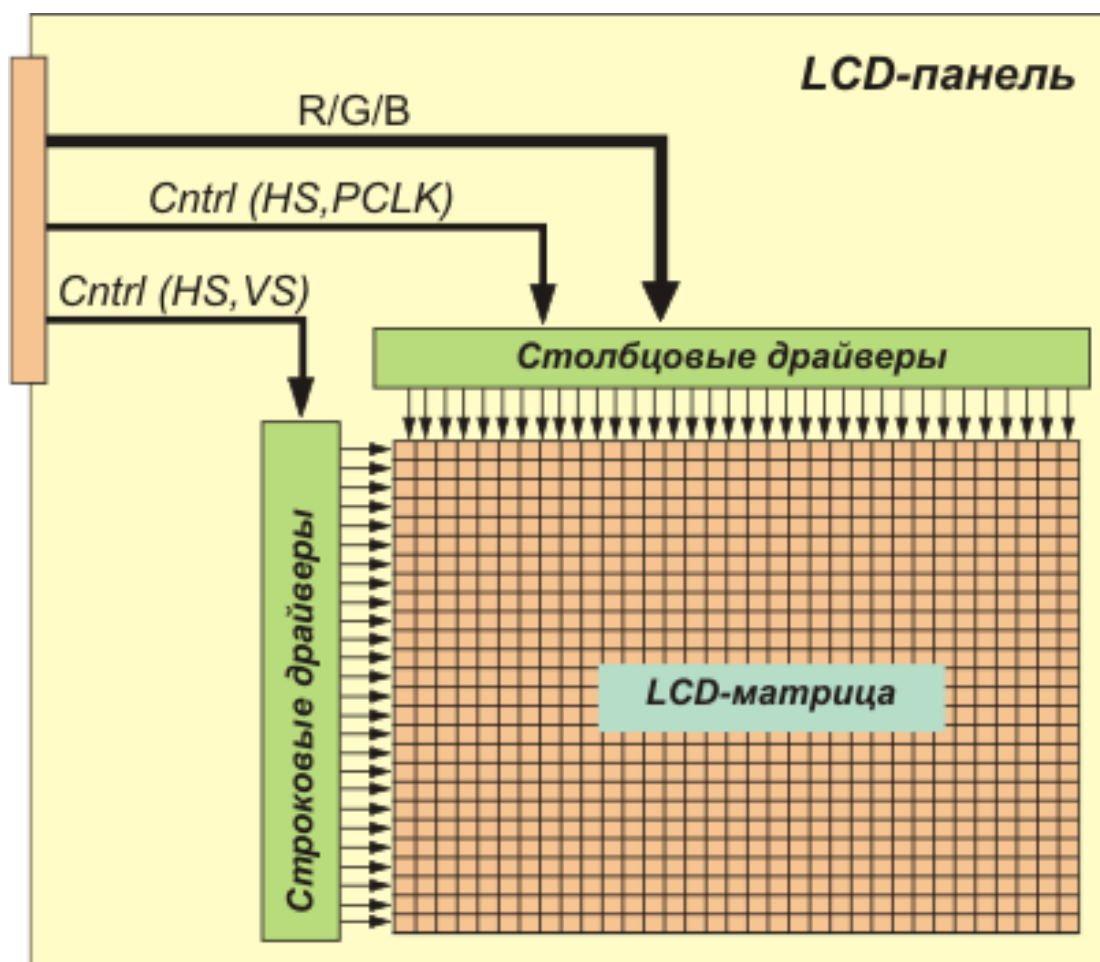 LCD-панель
R/G/B
Cntrl (HS,PCLK)
Cntrl (HS,VS)
Столбцовые драйверы
Строковые драйверы
LCD-матрица